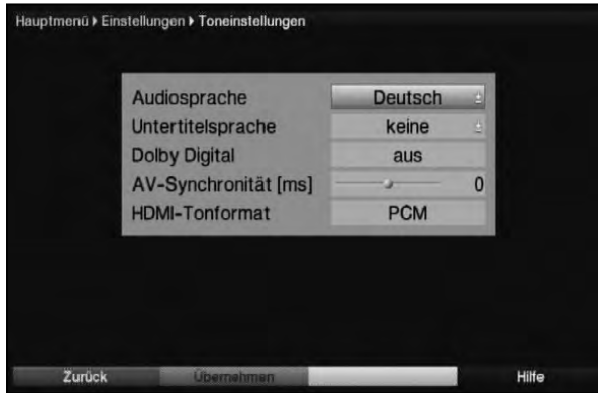 Hauptmenü ▸ Einstellungen ▸ Toneinstellungen
Audiosprache Deutsch
Untertitelsprache keine
Dolby Digital aus
AV-Synchronität [ms] 0
HDMI-Tonformat PCM
Zurück Übernehmen Hilfe